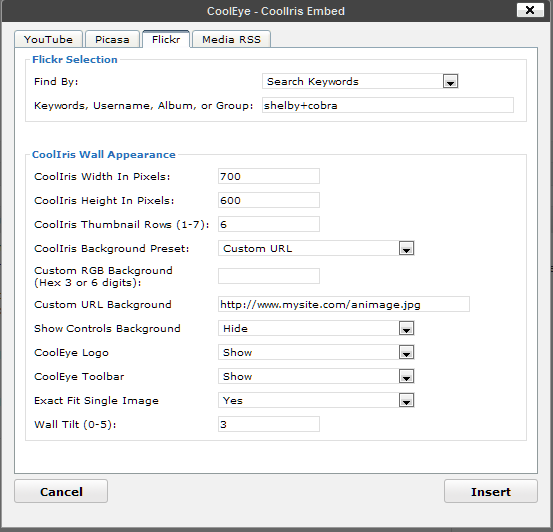 CoolEye - CoolIris Embed
YouTube Picasa Flickr Media RSS
Flickr Selection
Find By: Search Keywords
Keywords, Username, Album, or Group: shelby+cobra
CoolIris Wall Appearance
CoolIris Width In Pixels: 700
CoolIris Height In Pixels: 600
CoolIris Thumbnail Rows (1-7): 6
CoolIris Background Preset: Custom URL
Custom RGB Background
(Hex 3 or 6 digits):
Custom URL Background http://www.mysite.com/animage.jpg
Show Controls Background Hide
CoolEye Logo Show
CoolEye Toolbar Show
Exact Fit Single Image Yes
Wall Tilt (0-5): 3
Cancel Insert